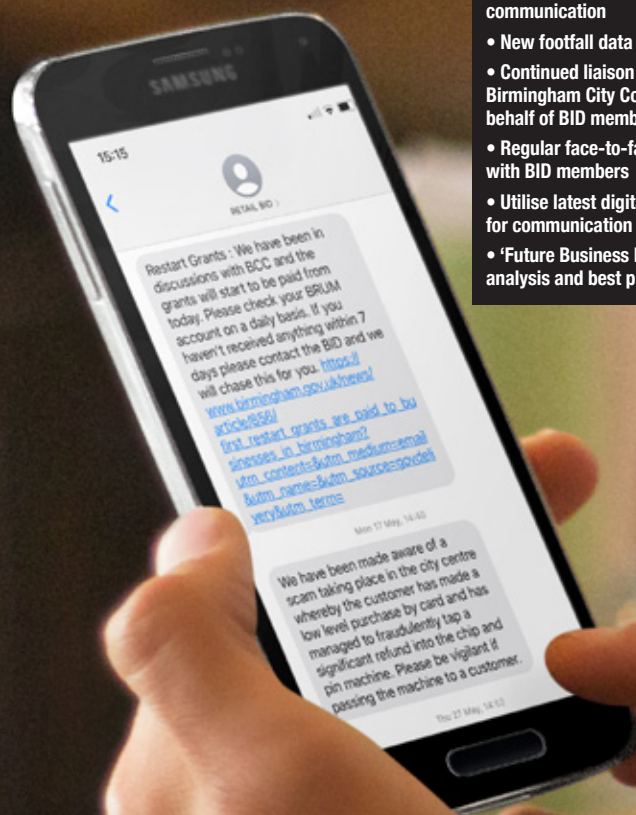 communication
• New footfall data
• Continued liaison
Birmingham City Co
behalf of BID memb
• Regular face-to-fa
with BID members
• Utilise latest digit
for communication
• ‘Future Business
analysis and best p
SAMSUNG
15:15
RETAIL BID >
Restart Grants : We have been in
discussions with BCC and the
grants will start to be paid from
today. Please check your BRUM
account on a daily basis. If you
haven't received anything within 7
days please contact the BID and we
will chase this for you. https://
www.birmingham.gov.uk/news/
article/856/
first_restart_grants_are_paid_to_bu
sinesses_in_birmingham?
utm_content=&utm_medium=email
&utm_name=&utm_source=govdeli
very&utm_term=
Mon 17 May, 14:40
We have been made aware of a
scam taking place in the city centre
whereby the customer has made a
low level purchase by card and has
managed to fraudulently tap a
significant refund into the chip and
pin machine. Please be vigilant if
passing the machine to a customer.
Thu 27 May, 14:52